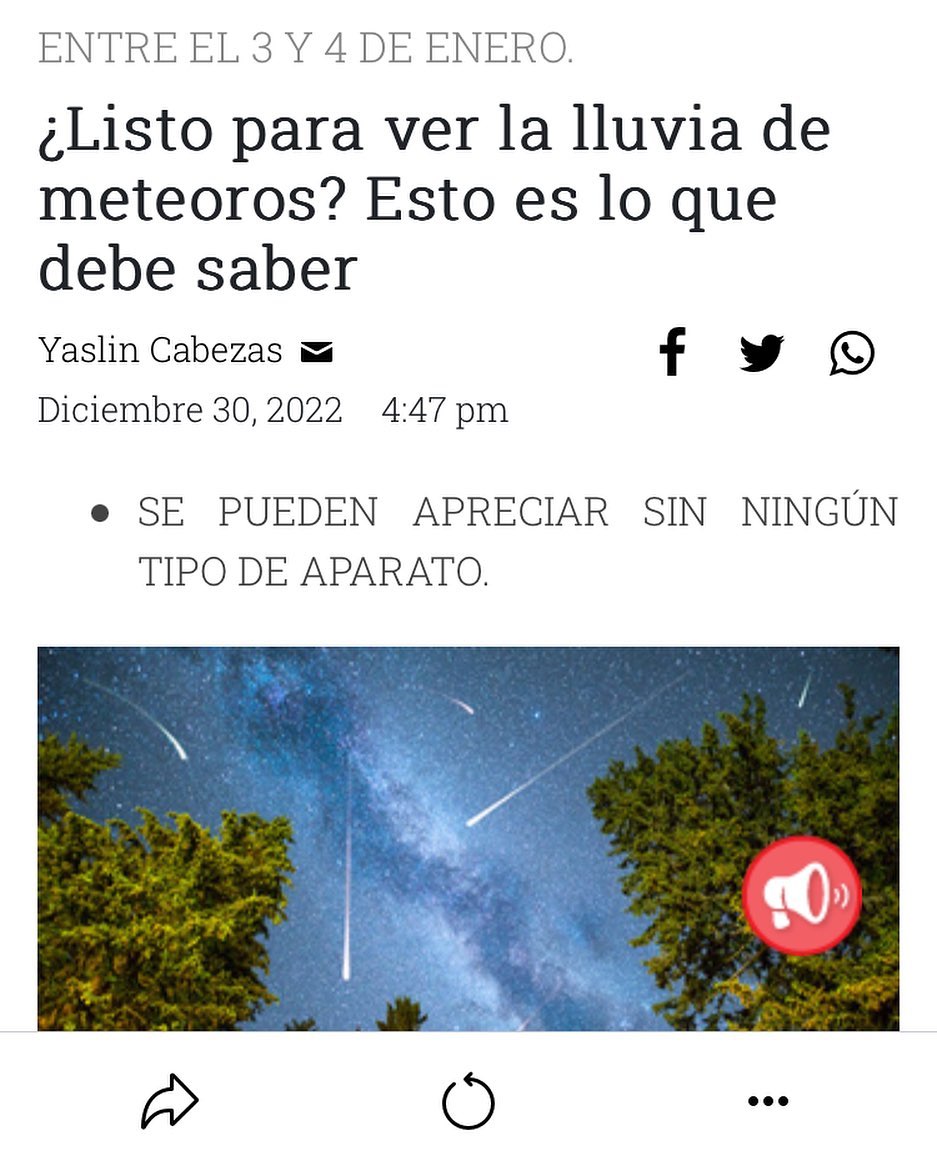 ENTRE EL 3 Y 4 DE ENERO.
¿Listo para ver la lluvia de
meteoros? Esto es lo que
debe saber
Yaslin Cabezas
Diciembre 30, 2022 4:47 pm
SE PUEDEN APRECIAR SIN NINGÚN
TIPO DE APARATO.